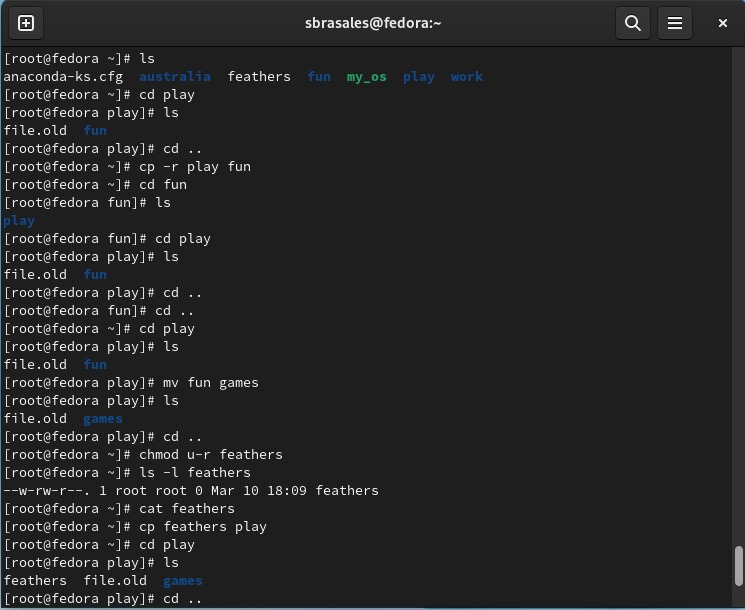 sbrasales@fedora:~
[root@fedora ~]# ls
anaconda-ks.cfg  australia  feathers  fun  my_os  play  work
[root@fedora ~]# cd play
[root@fedora play]# ls
file.old  fun
[root@fedora play]# cd ..
[root@fedora ~]# cp -r play fun
[root@fedora ~]# cd fun
[root@fedora fun]# ls
play
[root@fedora fun]# cd play
[root@fedora play]# ls
file.old  fun
[root@fedora play]# cd ..
[root@fedora fun]# cd ..
[root@fedora ~]# cd play
[root@fedora play]# ls
file.old  fun
[root@fedora play]# mv fun games
[root@fedora play]# ls
file.old  games
[root@fedora play]# cd ..
[root@fedora ~]# chmod u-r feathers
[root@fedora ~]# ls -l feathers
--w-rw-r--. 1 root root 0 Mar 10 18:09 feathers
[root@fedora ~]# cat feathers
[root@fedora ~]# cp feathers play
[root@fedora ~]# cd play
[root@fedora play]# ls
feathers  file.old  games
[root@fedora play]# cd ..